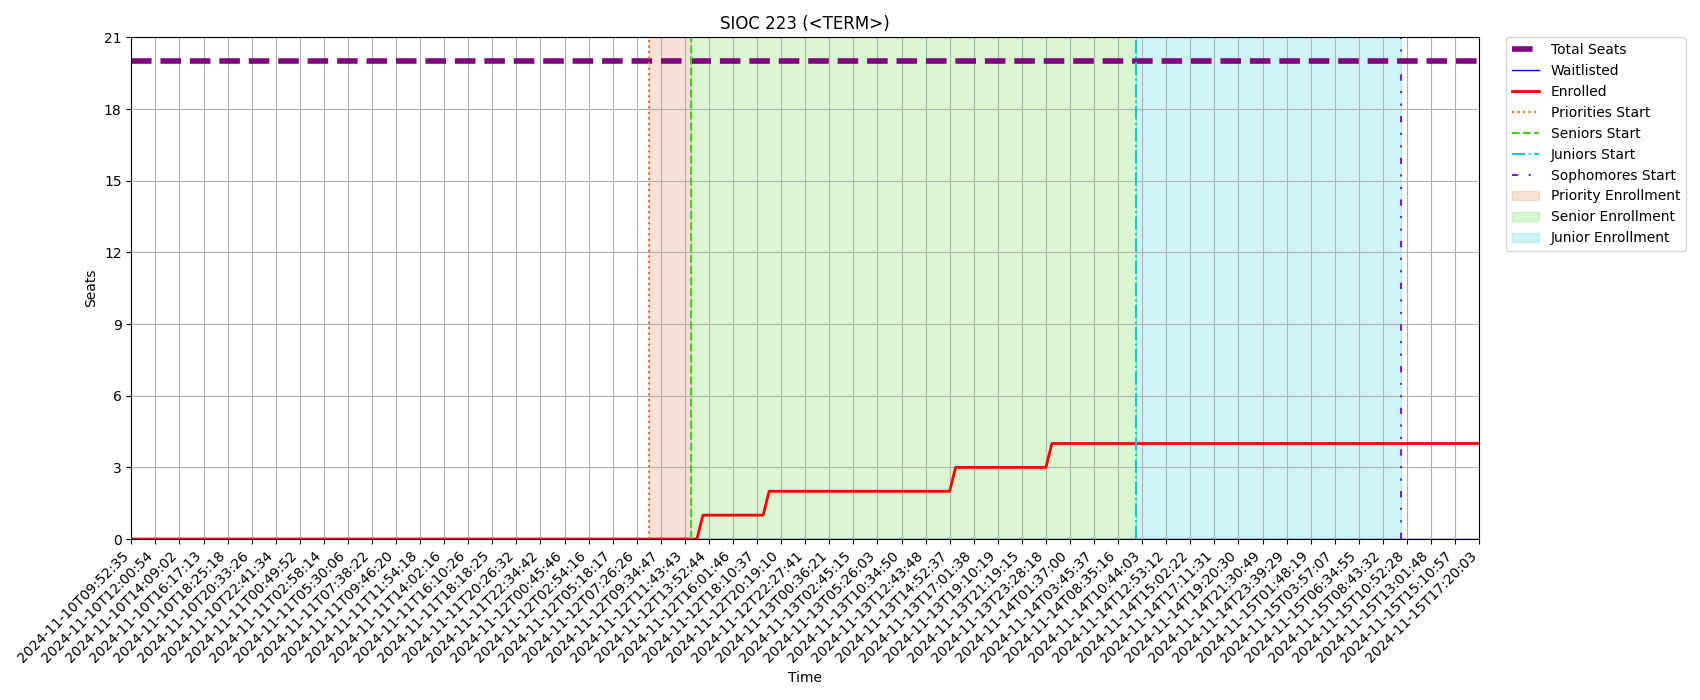 SIOC 223 (<TERM>)
21
18
15
12
9
6
3
0
Seats
2024-11-10T09:52:35
2024-11-10T12:00:54
2024-11-10T14:09:02
2024-11-10T16:17:13
2024-11-10T18:25:18
2024-11-10T20:33:26
2024-11-10T22:41:34
2024-11-11T00:49:52
2024-11-11T02:58:14
2024-11-11T05:30:06
2024-11-11T07:38:22
2024-11-11T09:46:20
2024-11-11T11:54:18
2024-11-11T14:02:16
2024-11-11T16:10:26
2024-11-11T18:18:25
2024-11-11T20:26:32
2024-11-11T22:34:42
2024-11-12T00:45:46
2024-11-12T02:54:16
2024-11-12T05:18:17
2024-11-12T07:26:26
2024-11-12T09:34:47
2024-11-12T11:43:43
2024-11-12T13:52:44
2024-11-12T16:01:46
2024-11-12T18:10:37
2024-11-12T20:19:10
2024-11-12T22:27:41
2024-11-13T00:36:21
2024-11-13T02:45:15
2024-11-13T05:26:03
2024-11-13T10:34:50
2024-11-13T12:43:48
2024-11-13T14:52:37
2024-11-13T17:01:38
2024-11-13T19:10:19
2024-11-13T21:19:15
2024-11-13T23:28:18
2024-11-14T01:37:00
2024-11-14T03:45:37
2024-11-14T08:35:16
2024-11-14T10:44:03
2024-11-14T12:53:12
2024-11-14T15:02:22
2024-11-14T17:11:31
2024-11-14T19:20:30
2024-11-14T21:30:49
2024-11-14T23:39:29
2024-11-15T01:48:19
2024-11-15T03:57:07
2024-11-15T06:34:55
2024-11-15T08:43:32
2024-11-15T10:52:28
2024-11-15T13:01:48
2024-11-15T15:10:57
2024-11-15T17:20:03
Time
Total Seats
Waitlisted
Enrolled
Priorities Start
Seniors Start
Juniors Start
Sophomores Start
Priority Enrollment
Senior Enrollment
Junior Enrollment